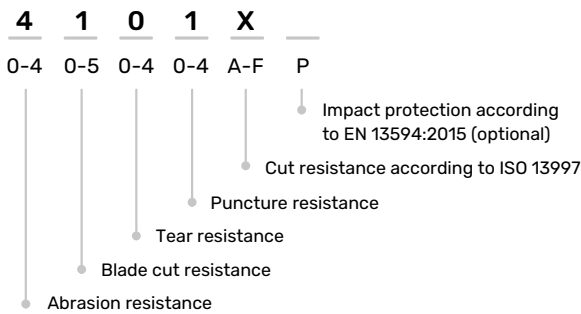 4 1 0 1 X
0-4 0-5 0-4 0-4 A-F P
Impact protection according
to EN 13594:2015 (optional)
Cut resistance according to ISO 13997
Puncture resistance
Tear resistance
Blade cut resistance
Abrasion resistance